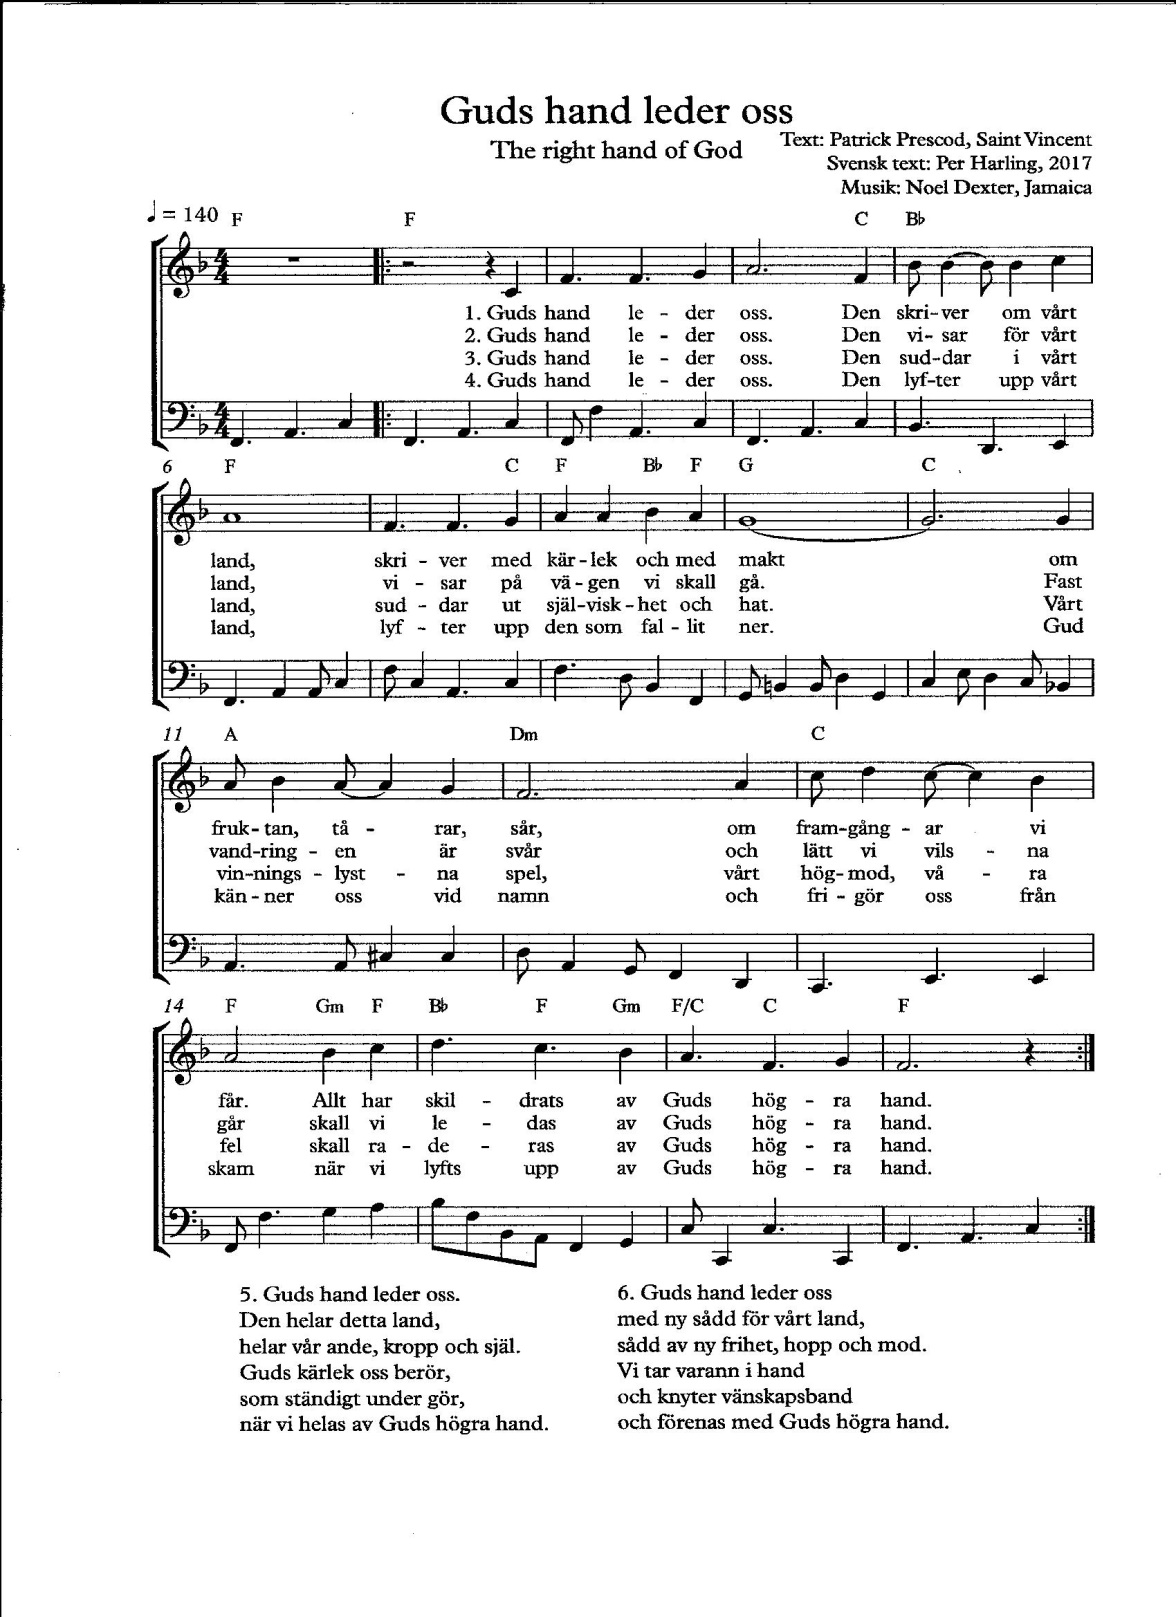 Guds hand leder oss
The right hand of God
Text: Patrick Prescod, Saint Vincent
Svensk text: Per Harling, 2017
Musik: Noel Dexter, Jamaica
♩ = 140 F F C B♭
1. Guds hand le - der oss. Den skri-ver om vårt
2. Guds hand le - der oss. Den vi- sar för vårt
3. Guds hand le - der oss. Den sud-dar i vårt
4. Guds hand le - der oss. Den lyf-ter upp vårt
6 F C F B♭ F G C
land, skri - ver med kär-lek och med makt om
land, vi - sar på vä-gen vi skall gå. Fast
land, sud - dar ut själ-visk-het och hat. Vårt
land, lyf - ter upp den som fal - lit ner. Gud
11 A Dm C
fruk-tan, tå - rar, sår, om fram-gång - ar vi
vand-ring - en är svår och lätt vi vils - na
vin-nings - lyst - na spel, vårt hög-mod, vå - ra
kän - ner oss vid namn och fri - gör oss från
14 F Gm F B♭ F Gm F/C C F
får. Allt har skil - drats av Guds hög - ra hand.
går skall vi le - das av Guds hög - ra hand.
fel skall ra - de - ras av Guds hög - ra hand.
skam när vi lyfts upp av Guds hög - ra hand.
5. Guds hand leder oss.
Den helar detta land,
helar vår ande, kropp och själ.
Guds kärlek oss berör,
som ständigt under gör,
när vi helas av Guds högra hand.
6. Guds hand leder oss
med ny sådd för vårt land,
sådd av ny frihet, hopp och mod.
Vi tar varann i hand
och knyter vänskapsband
och förenas med Guds högra hand.